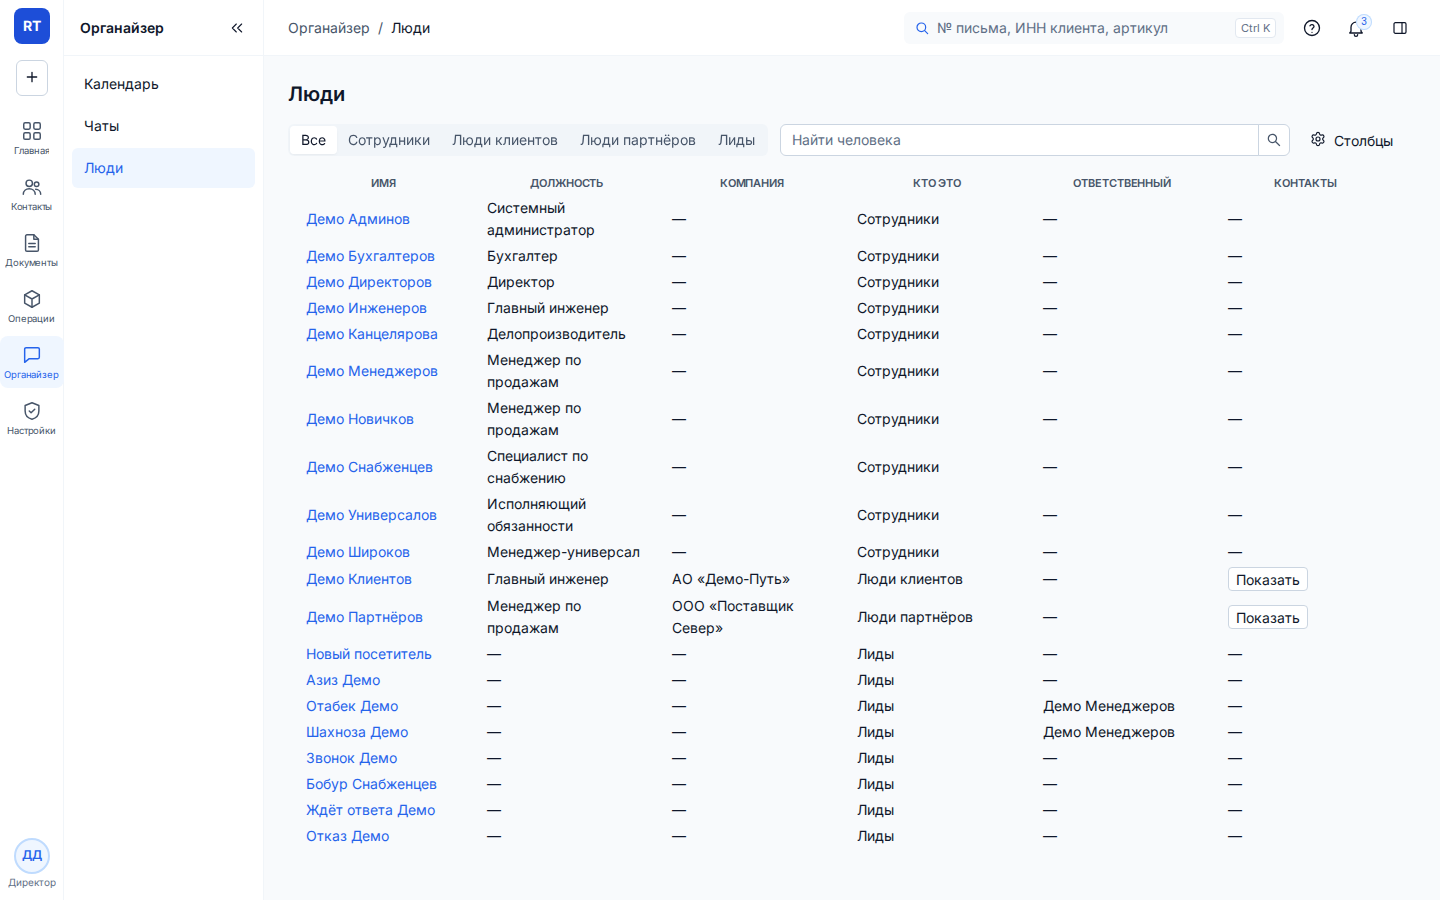 RT
Органайзер
Органайзер / Люди
№ письма, ИНН клиента, артикул
Ctrl K
3
Главная
Контакты
Документы
Операции
Органайзер
Настройки
ДД
Директор
Календарь
Чаты
Люди
Люди
Все Сотрудники Люди клиентов Люди партнёров Лиды
Найти человека
Столбцы
ИМЯ ДОЛЖНОСТЬ КОМПАНИЯ КТО ЭТО ОТВЕТСТВЕННЫЙ КОНТАКТЫ
Демо Админов Системный администратор — Сотрудники — —
Демо Бухгалтеров Бухгалтер — Сотрудники — —
Демо Директоров Директор — Сотрудники — —
Демо Инженеров Главный инженер — Сотрудники — —
Демо Канцелярова Делопроизводитель — Сотрудники — —
Демо Менеджеров Менеджер по продажам — Сотрудники — —
Демо Новичков Менеджер по продажам — Сотрудники — —
Демо Снабженцев Специалист по снабжению — Сотрудники — —
Демо Универсалов Исполняющий обязанности — Сотрудники — —
Демо Широков Менеджер-универсал — Сотрудники — —
Демо Клиентов Главный инженер АО «Демо-Путь» Люди клиентов — Показать
Демо Партнёров Менеджер по продажам ООО «Поставщик Север» Люди партнёров — Показать
Новый посетитель — — Лиды — —
Азиз Демо — — Лиды — —
Отабек Демо — — Лиды Демо Менеджеров —
Шахноза Демо — — Лиды Демо Менеджеров —
Звонок Демо — — Лиды — —
Бобур Снабженцев — — Лиды — —
Ждёт ответа Демо — — Лиды — —
Отказ Демо — — Лиды — —